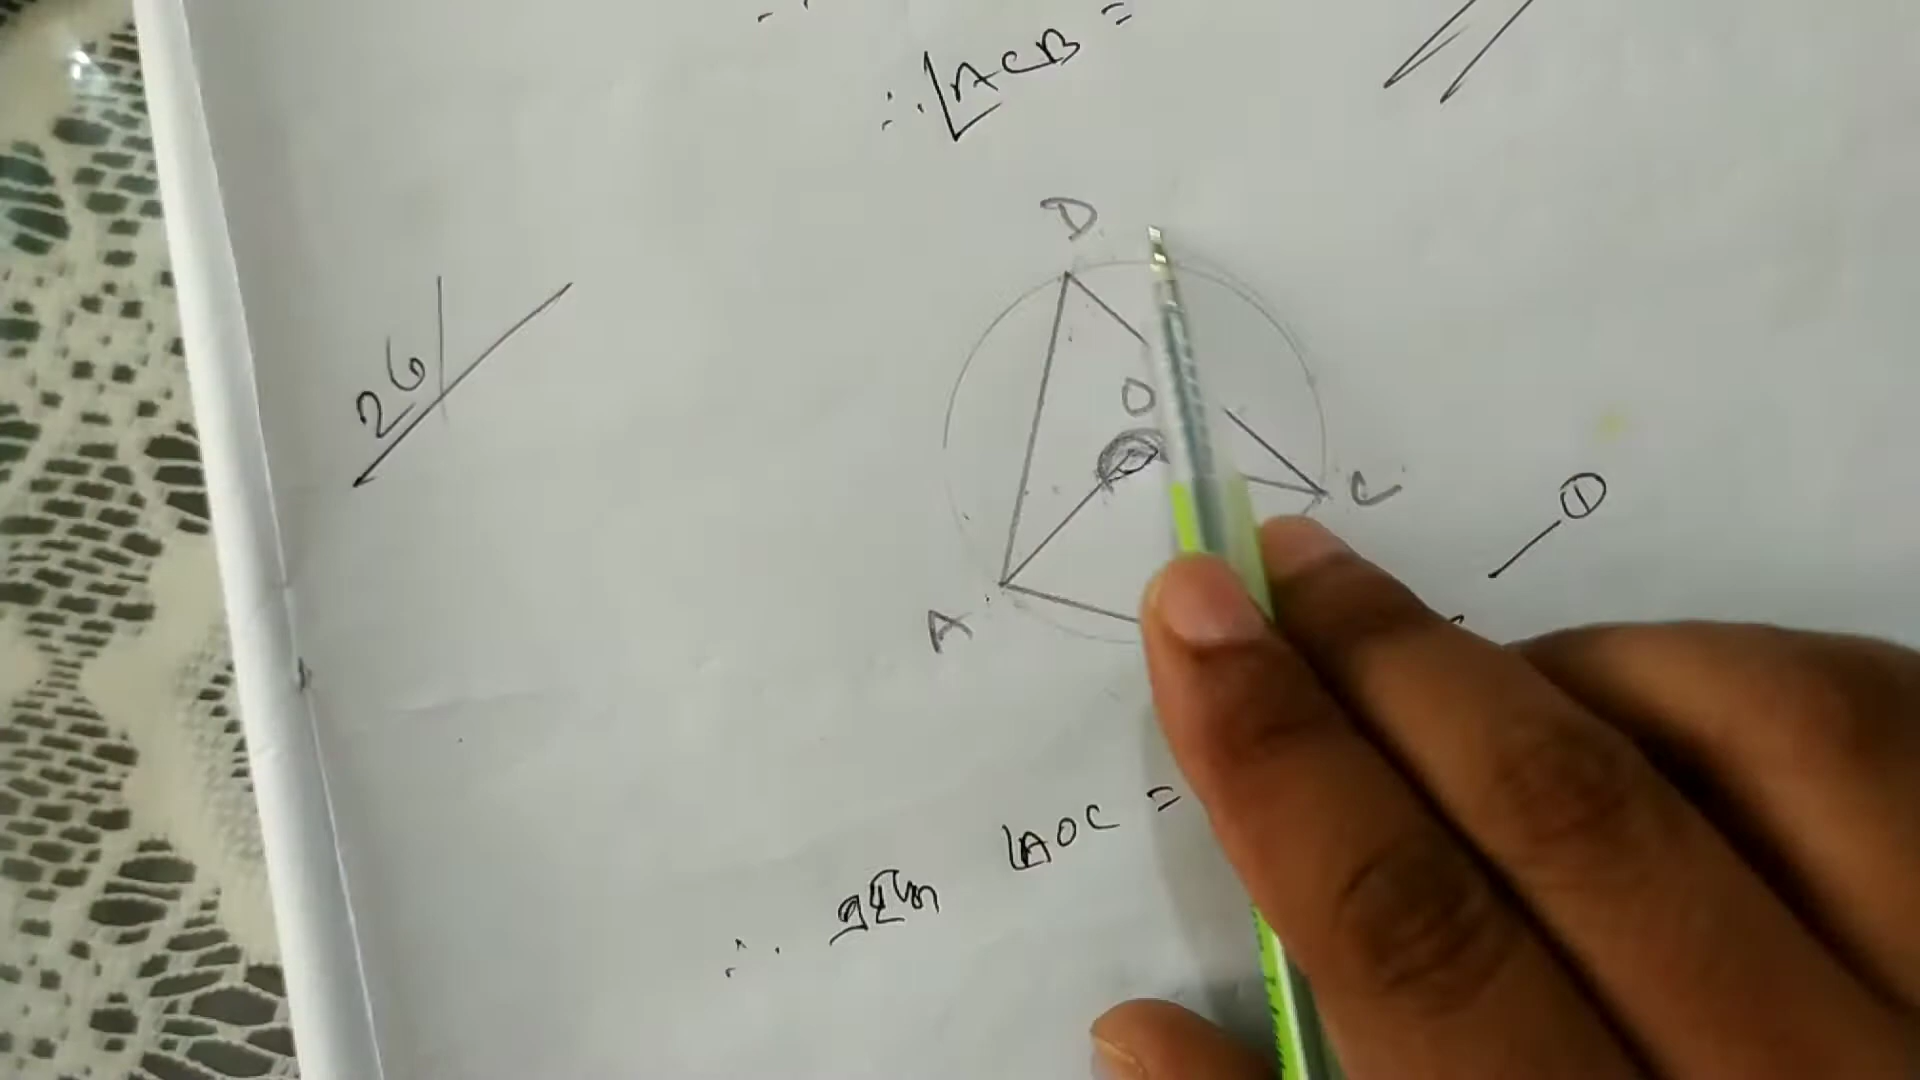 ∴ ∠ACB =
D
26/
O
C
①
A
∠AOC =
∴